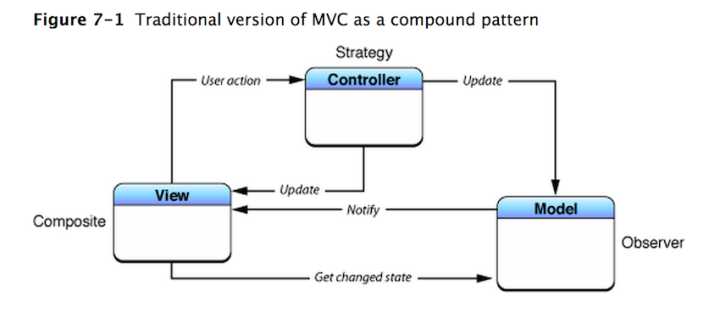 Figure 7-1 Traditional version of MVC as a compound pattern
Strategy
User action
Controller
Update
View
Update
Composite
Notify
Model
Observer
Get changed state